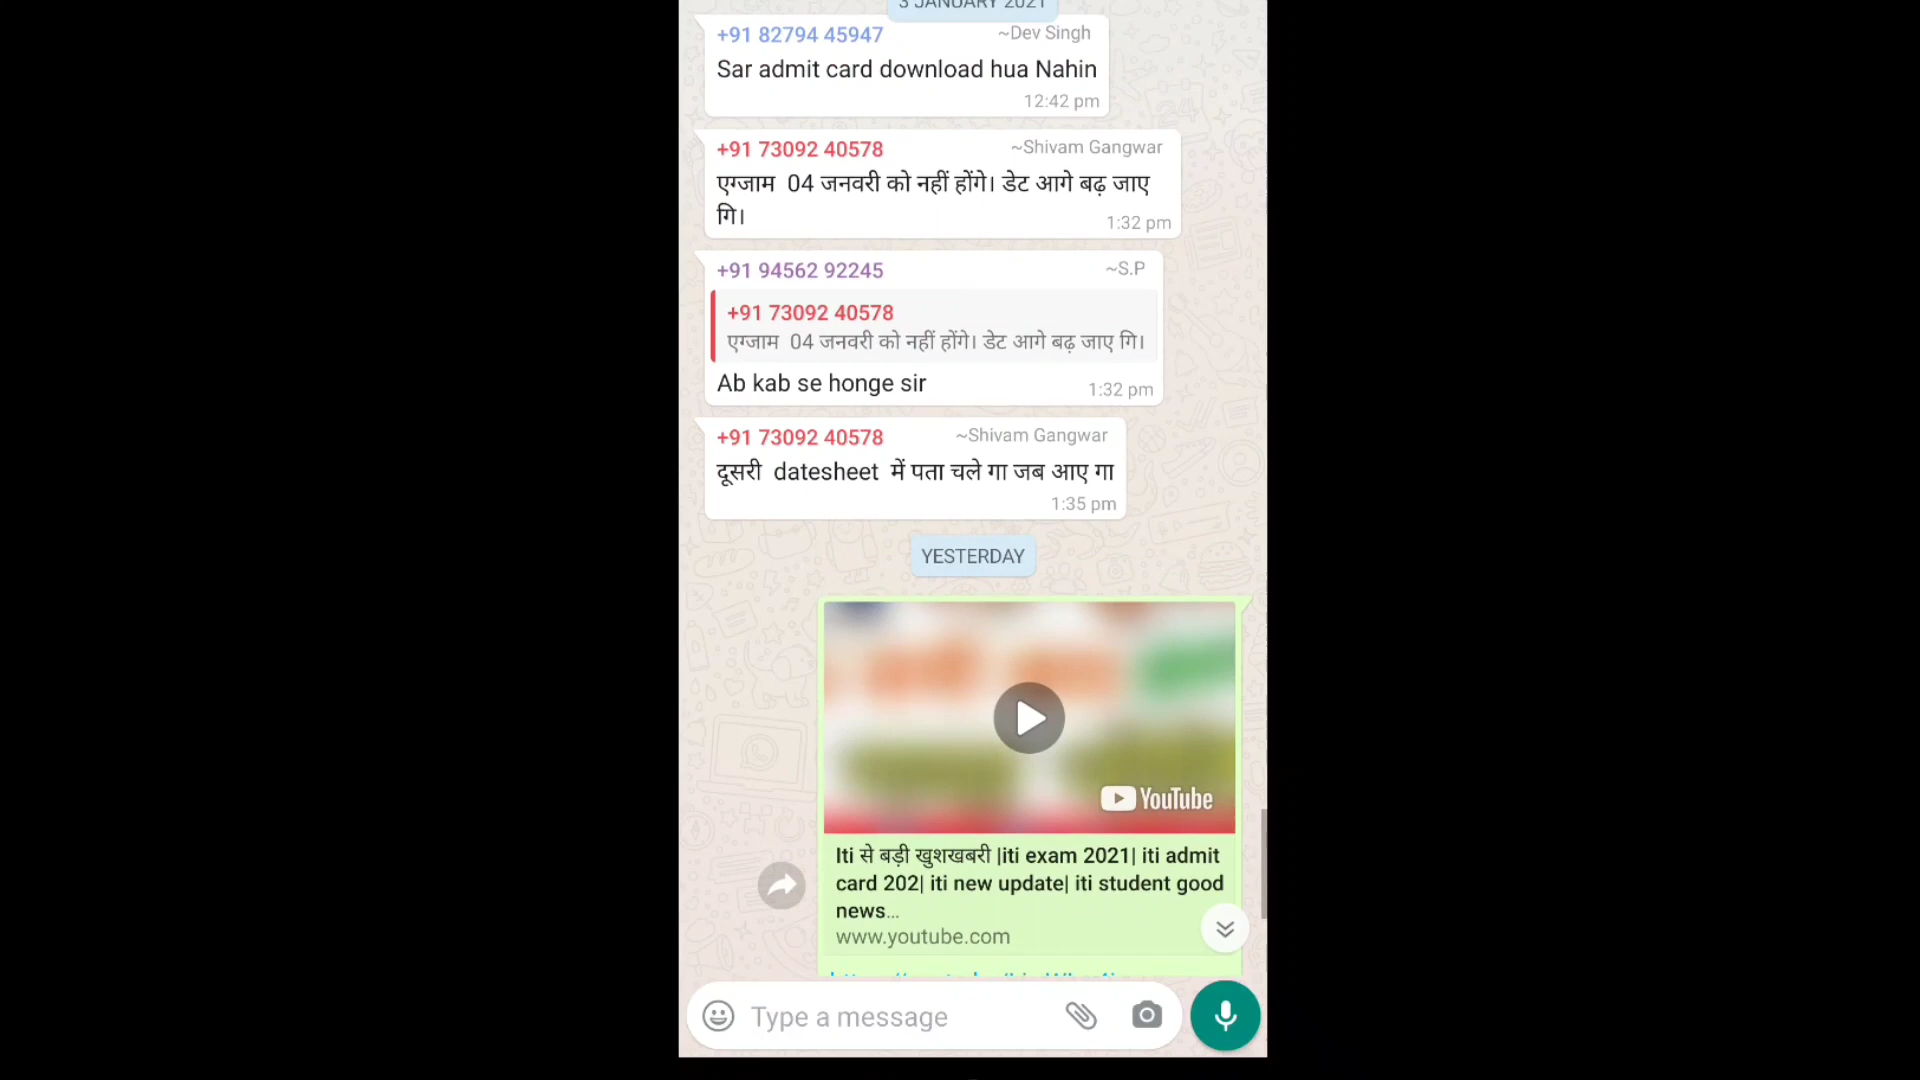 3 JANUARY 2021
+91 82794 45947 ~Dev Singh
Sar admit card download hua Nahin
12:42 pm
+91 73092 40578 ~Shivam Gangwar
एग्जाम 04 जनवरी को नहीं होंगे। डेट आगे बढ़ जाए
गि।
1:32 pm
+91 94562 92245 ~S.P
+91 73092 40578
एग्जाम 04 जनवरी को नहीं होंगे। डेट आगे बढ़ जाए गि।
Ab kab se honge sir 1:32 pm
+91 73092 40578 ~Shivam Gangwar
दूसरी datesheet में पता चले गा जब आए गा
1:35 pm
YESTERDAY
YouTube
Iti से बड़ी खुशखबरी |iti exam 2021| iti admit
card 202| iti new update| iti student good
news...
www.youtube.com
Type a message